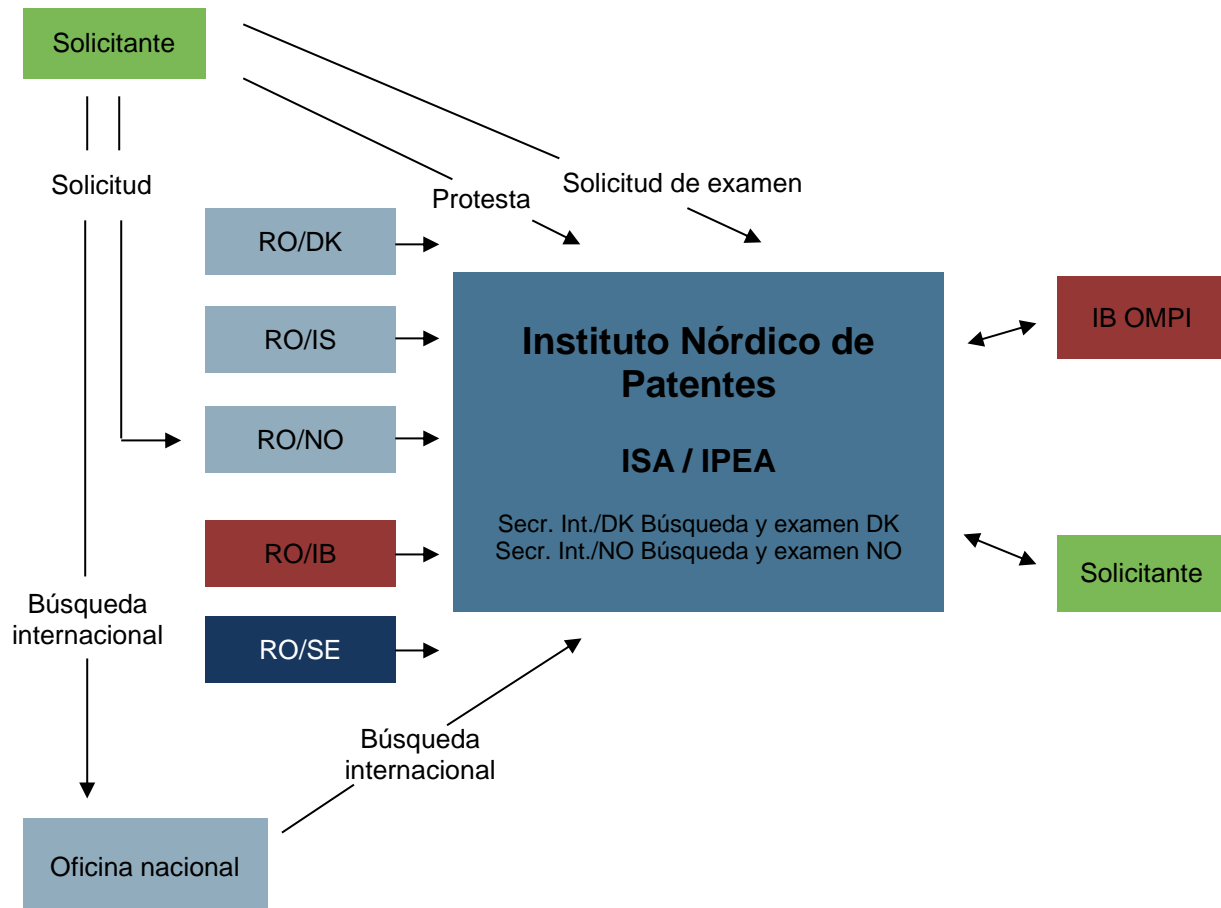 Solicitante
Solicitud
Protesta
Solicitud de examen
RO/DK
RO/IS
RO/NO
RO/IB
RO/SE
Instituto Nórdico de
Patentes
ISA / IPEA
Secr. Int./DK Búsqueda y examen DK
Secr. Int./NO Búsqueda y examen NO
IB OMPI
Solicitante
Búsqueda
internacional
Búsqueda
internacional
Oficina nacional